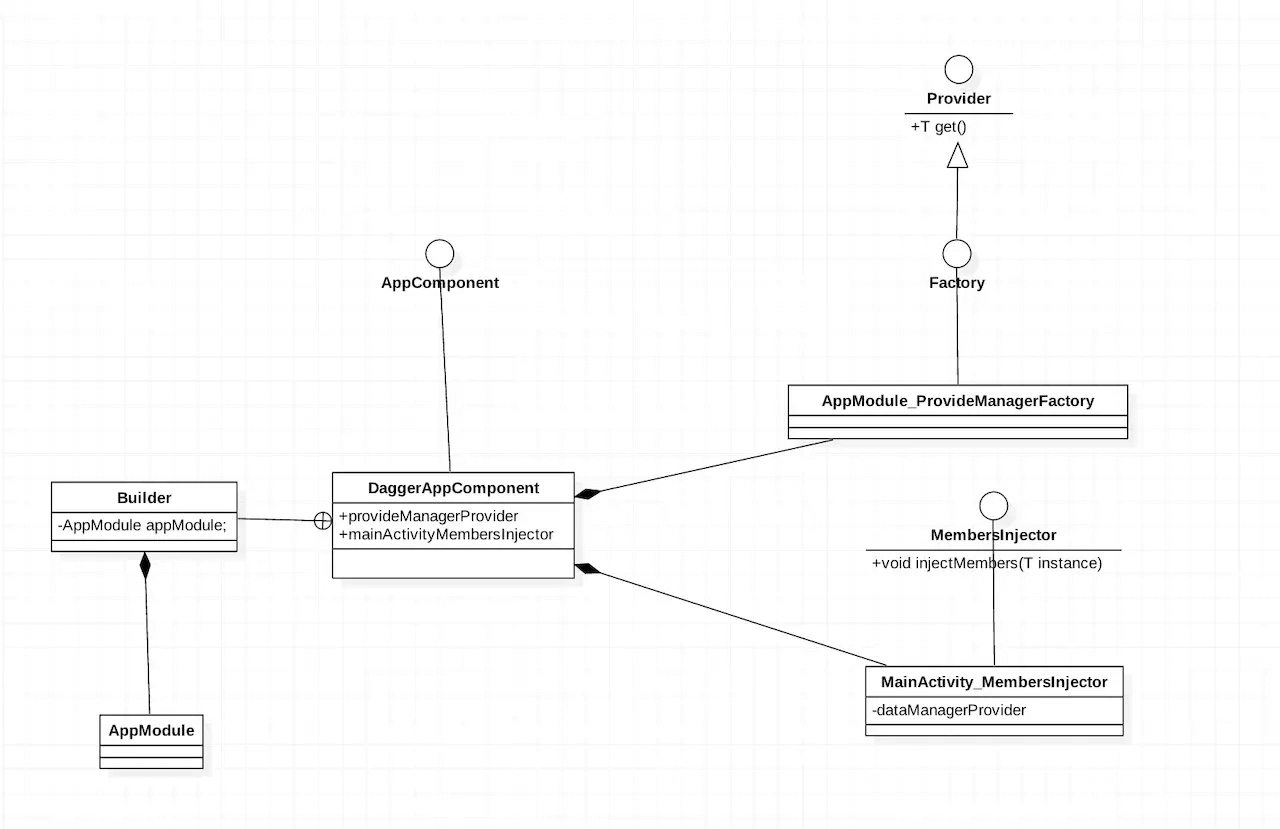 Provider
+T get()
AppComponent
Factory
AppModule_ProvideManagerFactory
DaggerAppComponent
+provideManagerProvider
+mainActivityMembersInjector
Builder
-AppModule appModule;
MembersInjector
+void injectMembers(T instance)
MainActivity_MembersInjector
-dataManagerProvider
AppModule